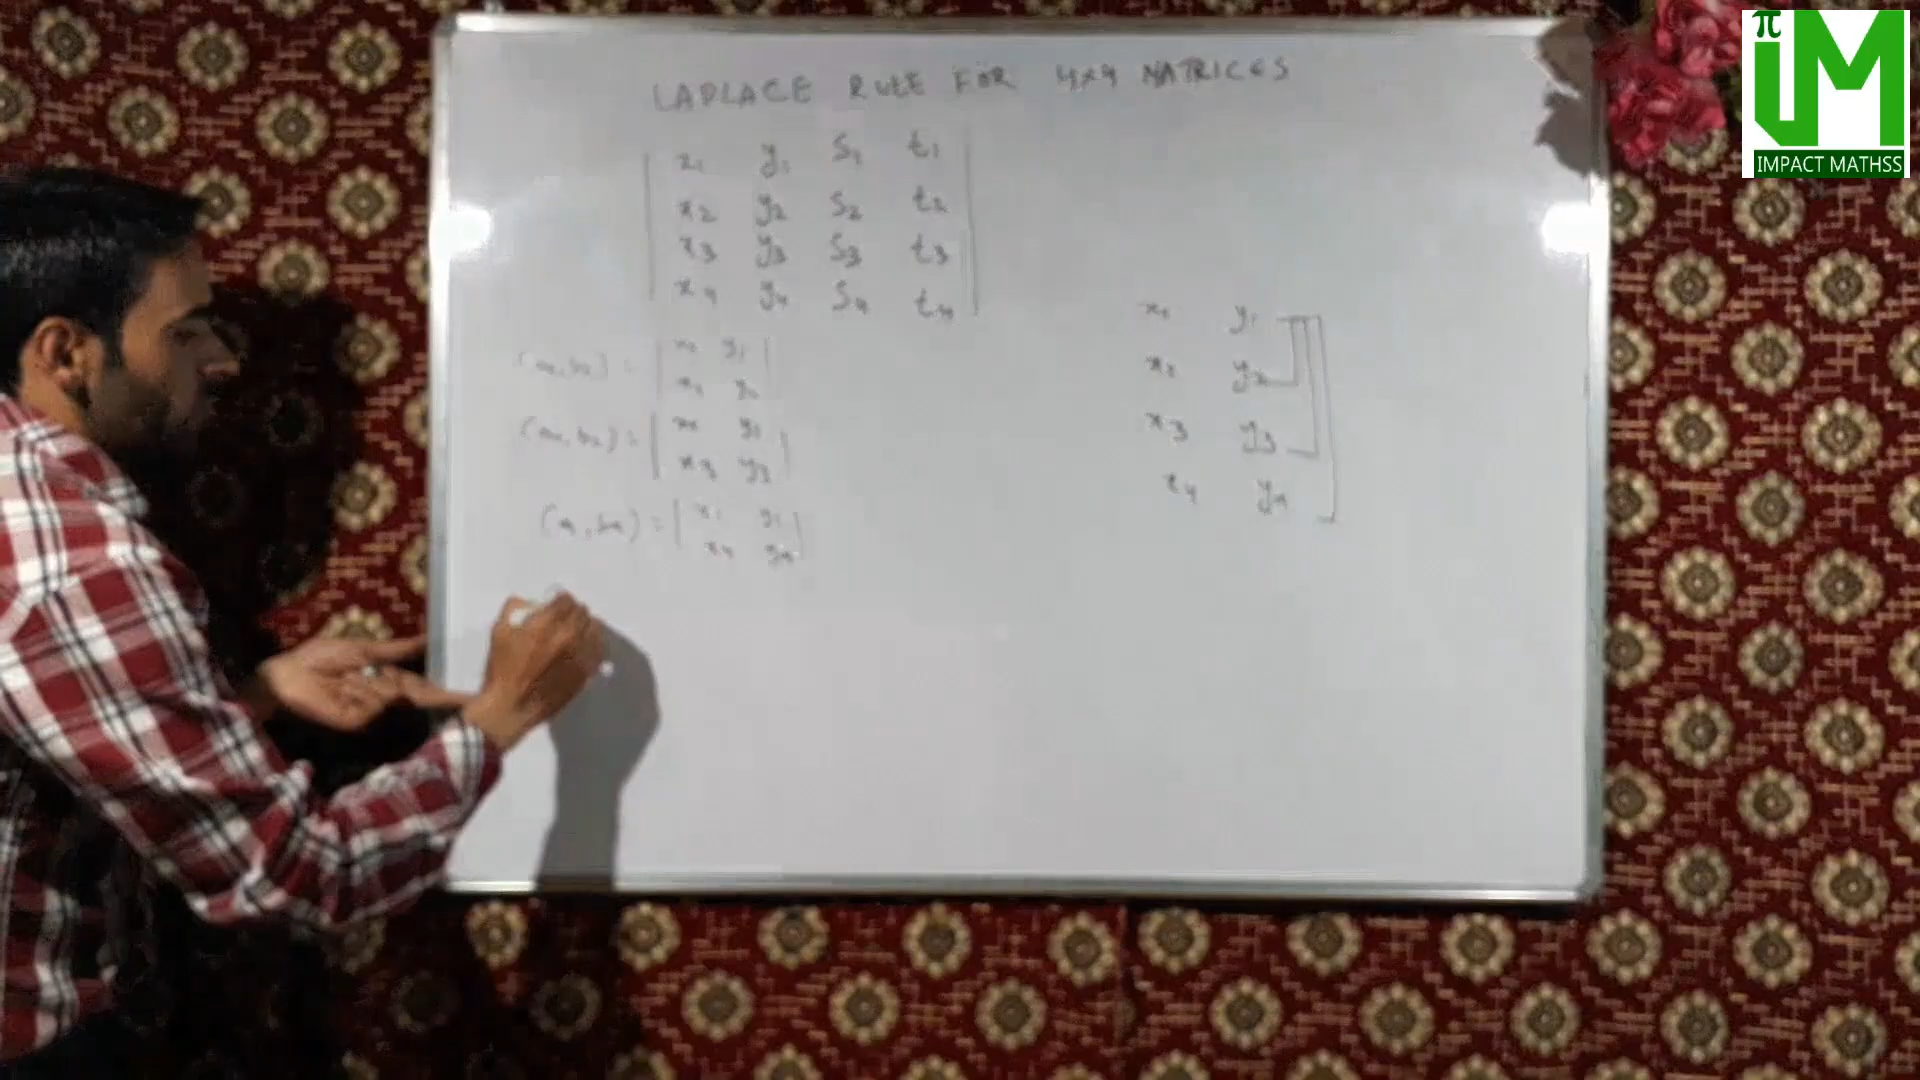 LAPLACE RULE FOR 4x4 MATRICES
x₁ y₁ S₁ t₁
x₂ y₂ S₂ t₂
x₃ y₃ S₃ t₃
x₄ y₄ S₄ t₄
x₁ y₁
x₂ y₂
x₃ y₃
x₄ y₄
x₁ y₁
x₂ y₂
x₁ y₁
x₃ y₃
x₁ y₁
x₄ y₄
π
iM
IMPACT MATHSS